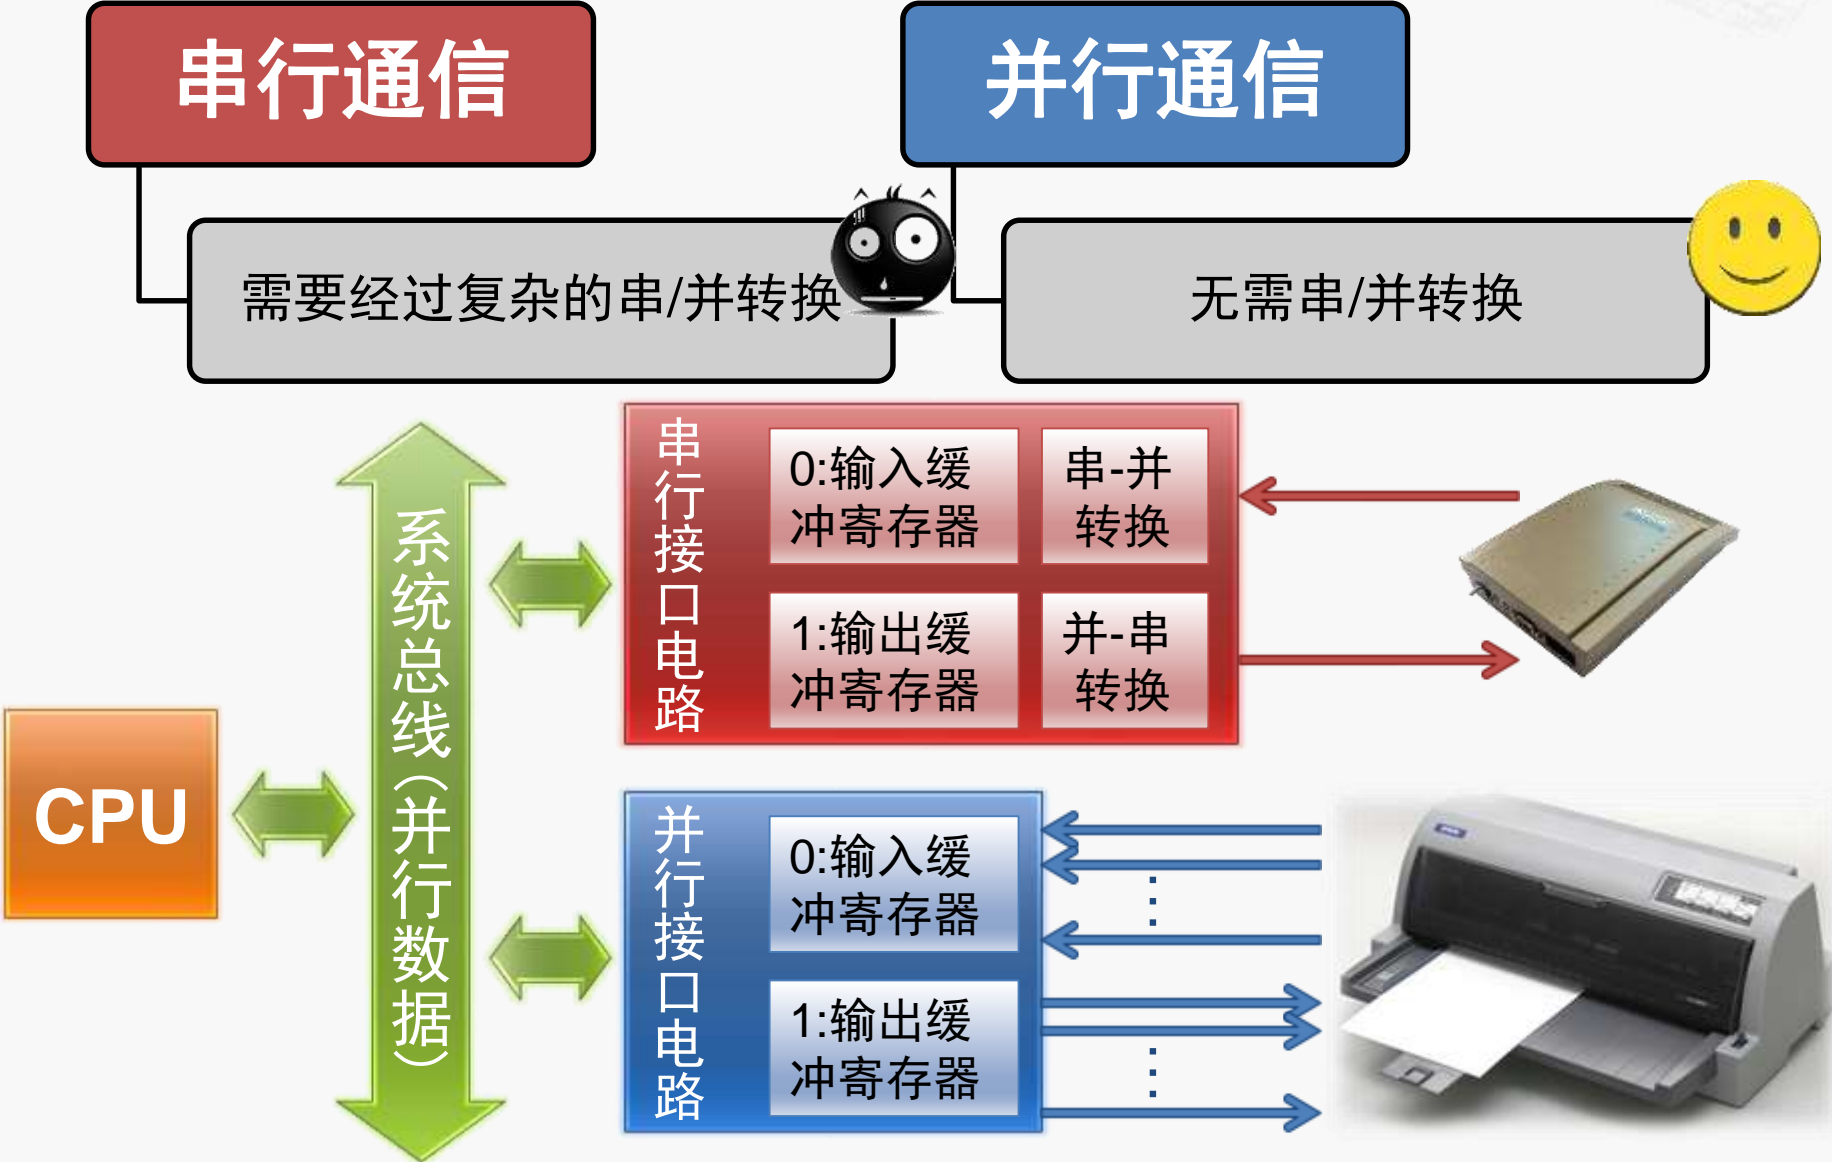 串行通信
并行通信
需要经过复杂的串/并转换
无需串/并转换
系统总线(并行数据)
CPU
串行接口电路
0:输入缓
冲寄存器
串-并
转换
1:输出缓
冲寄存器
并-串
转换
并行接口电路
0:输入缓
冲寄存器
1:输出缓
冲寄存器